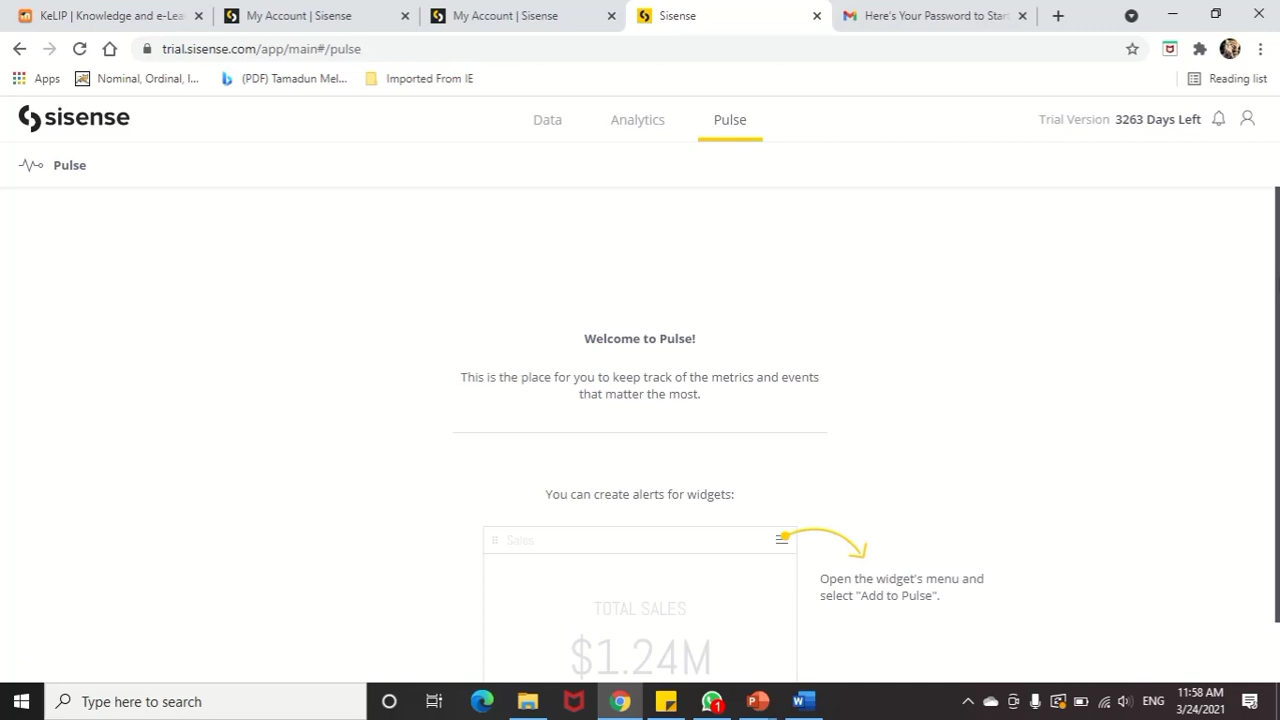 KeLIP | Knowledge and e-Lea
My Account | Sisense
My Account | Sisense
Sisense
Here's Your Password to Start
trial.sisense.com/app/main#/pulse
Apps
Nominal, Ordinal, I...
(PDF) Tamadun Mel...
Imported From IE
Reading list
sisense
Data
Analytics
Pulse
Trial Version 3263 Days Left
Pulse
Welcome to Pulse!
This is the place for you to keep track of the metrics and events
that matter the most.
You can create alerts for widgets:
Sales
Open the widget's menu and
select "Add to Pulse".
TOTAL SALES
$1.24M
Type here to search
1
ENG
11:58 AM
3/24/2021